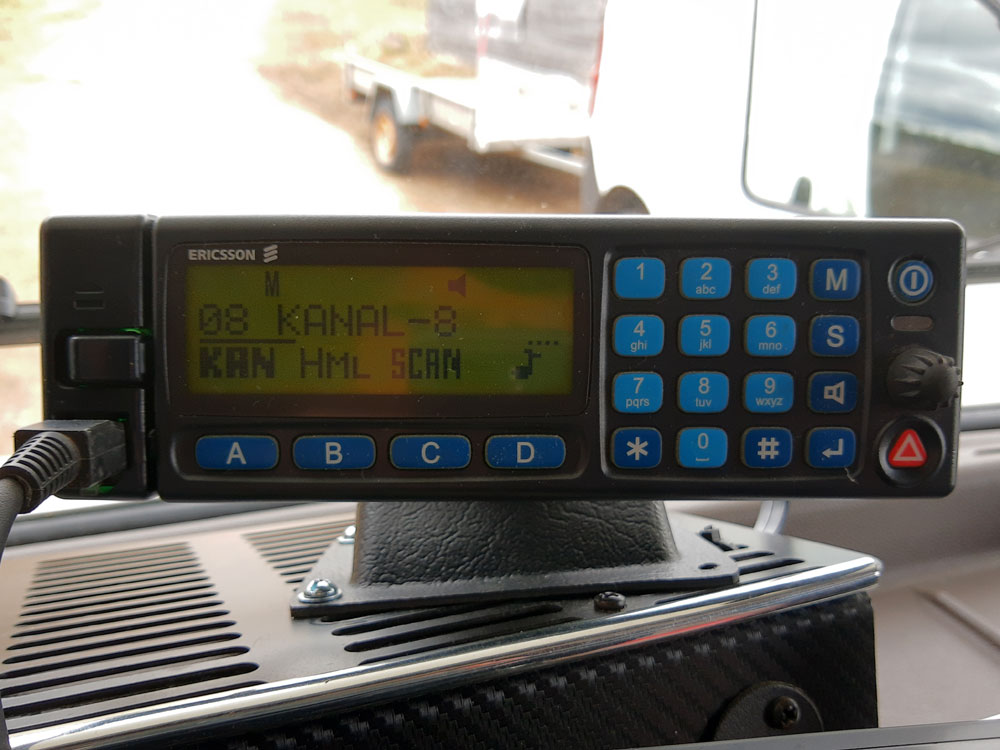 ERICSSON
M
08 KANAL-8
KAN HML SCAN
A B C D
1 2 abc 3 def M
4 ghi 5 jkl 6 mno S
7 pqrs 8 tuv 9 wxyz
* 0 #